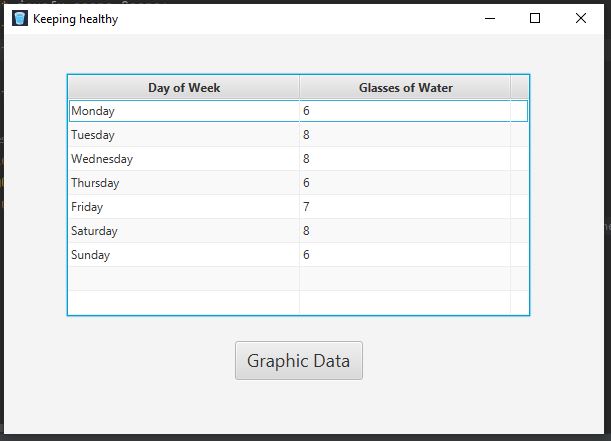 Keeping healthy
Day of Week Glasses of Water
Monday 6
Tuesday 8
Wednesday 8
Thursday 6
Friday 7
Saturday 8
Sunday 6
Graphic Data